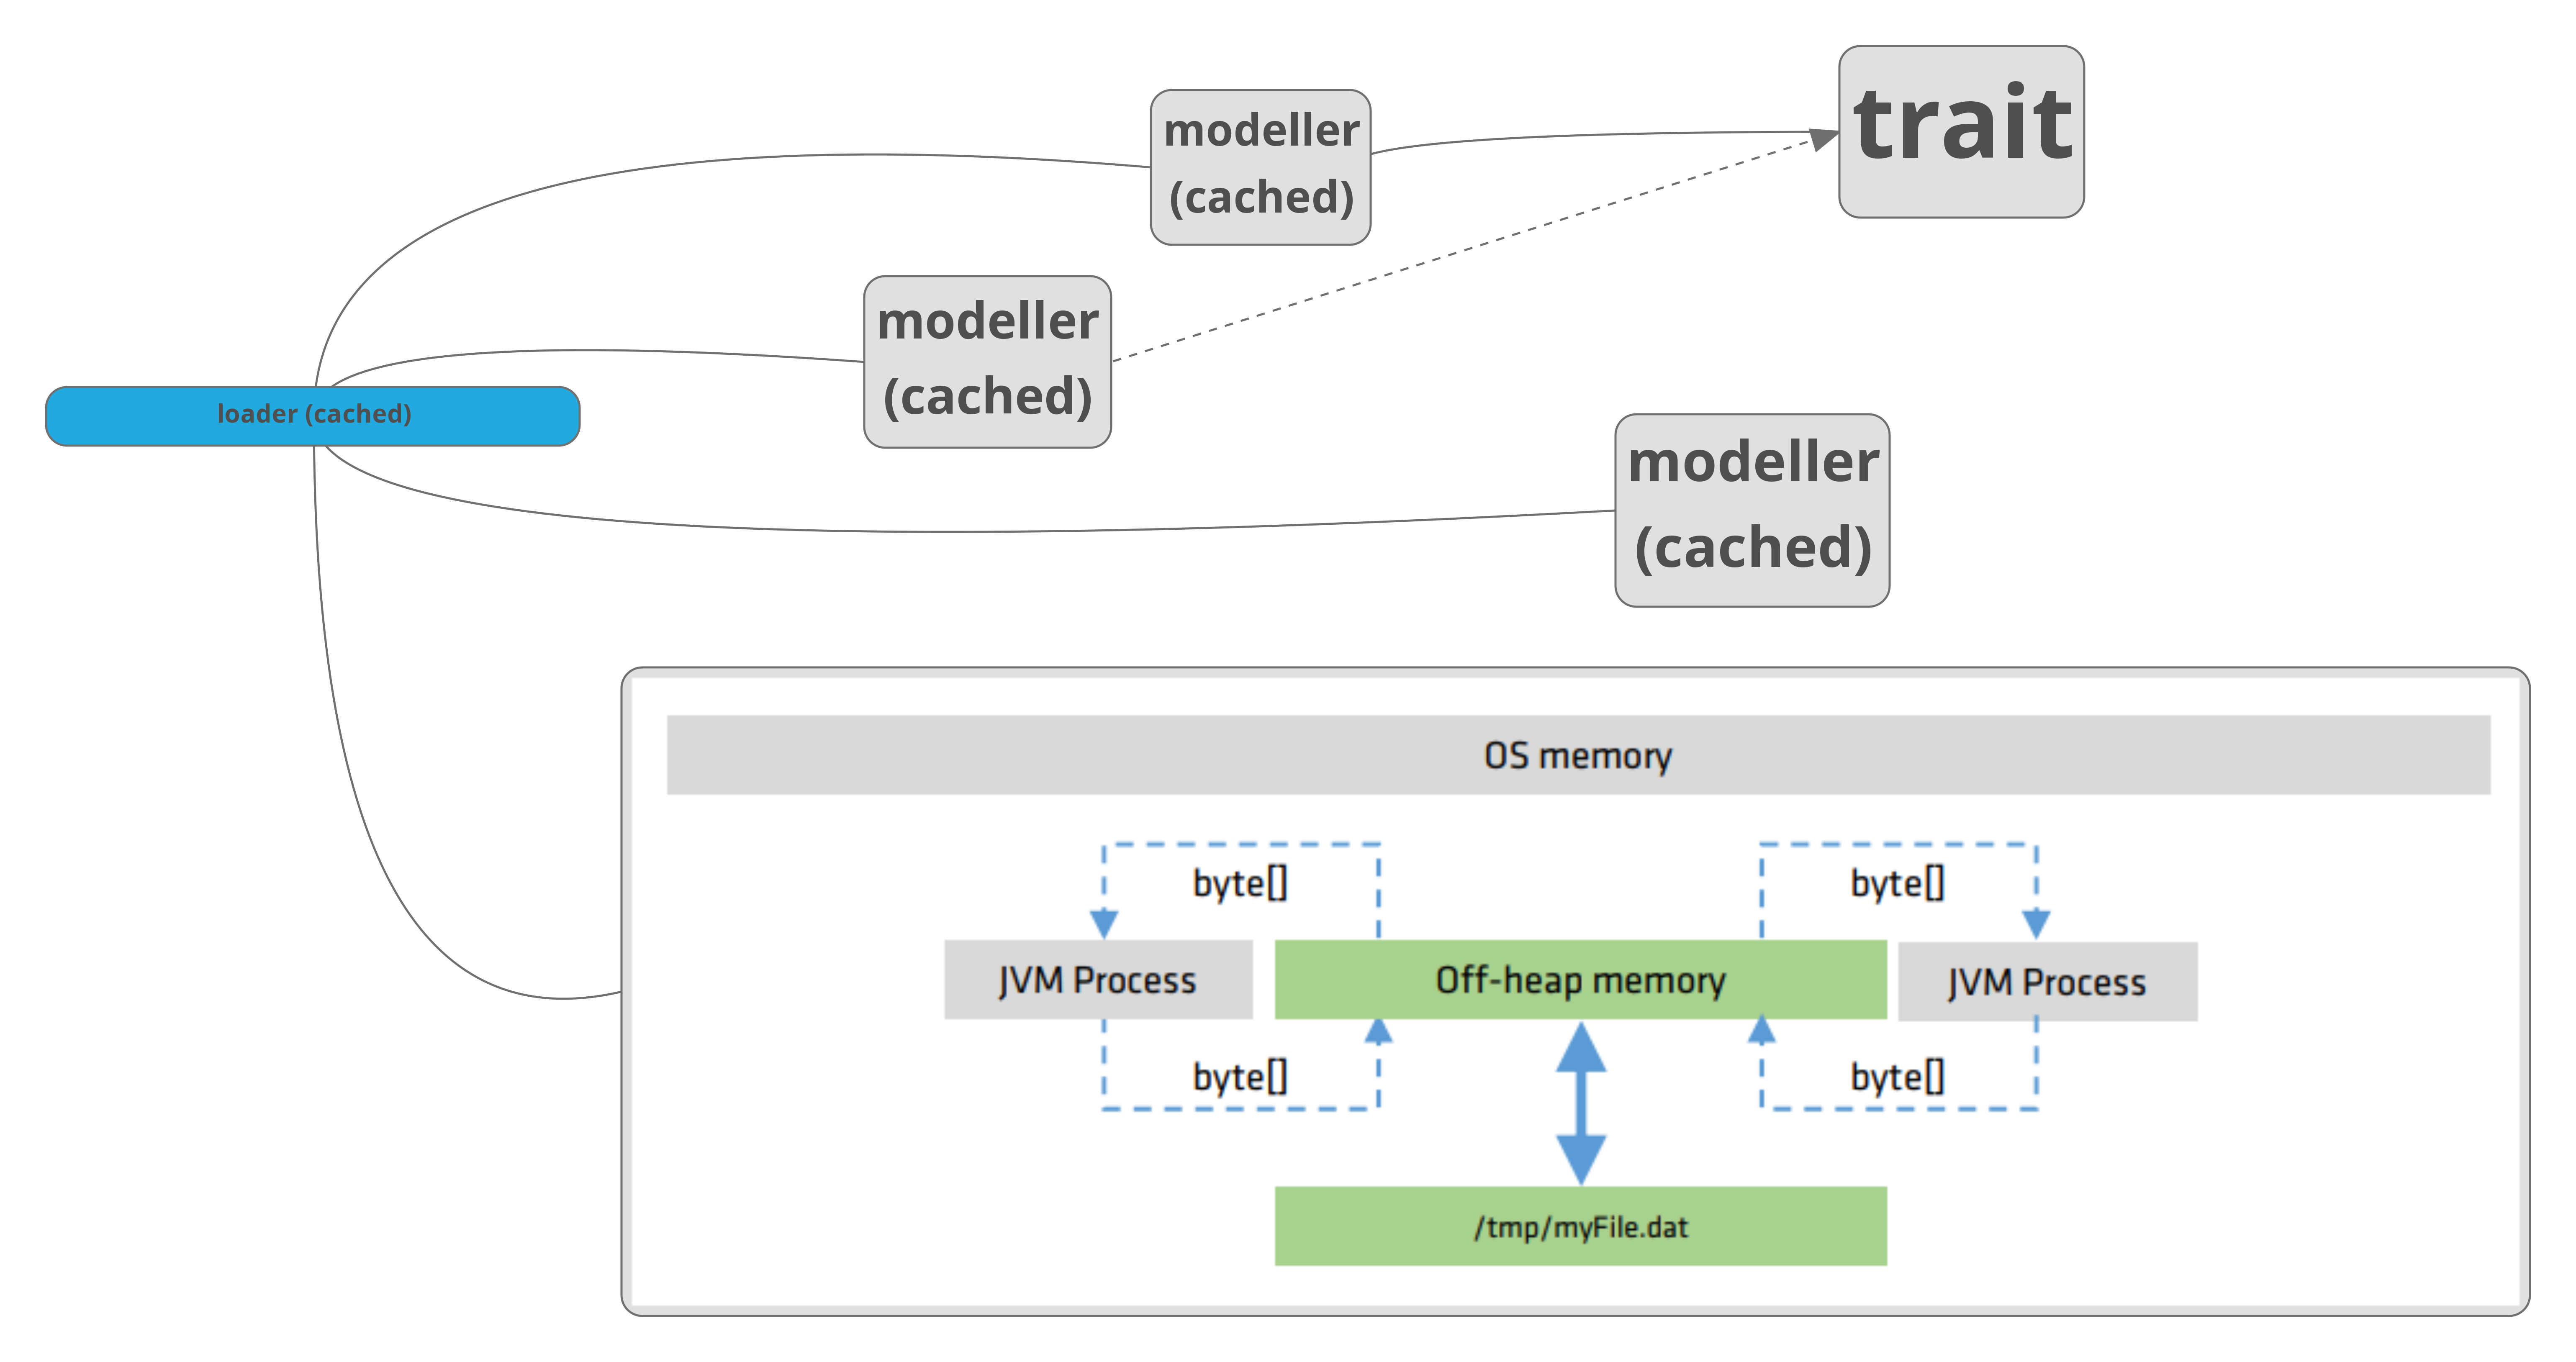 trait
modeller
(cached)
modeller
(cached)
loader (cached)
modeller
(cached)
OS memory
byte[]
byte[]
JVM Process
Off-heap memory
JVM Process
byte[]
byte[]
/tmp/myFile.dat